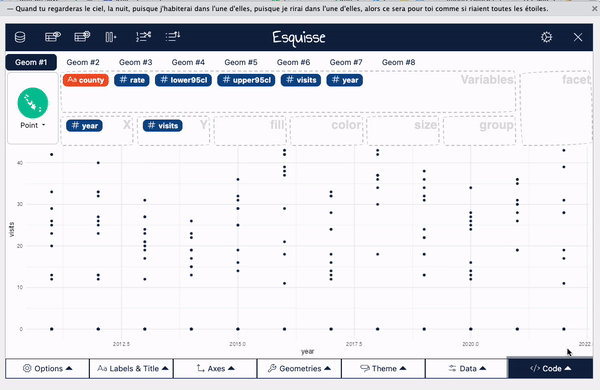 — Quand tu regarderas le ciel, la nuit, puisque j'habiterai dans l'une d'elles, puisque je rirai dans l'une d'elles, alors ce sera pour toi comme si riaient toutes les étoiles.
Esquisse
Geom #1 Geom #2 Geom #3 Geom #4 Geom #5 Geom #6 Geom #7 Geom #8
Aa county # rate # lower95cl # upper95cl # visits # year Variables facet
Point
# year X # visits Y fill color size group
40
30
20
10
0
visits
2012.5 2015.0 2017.5 2020.0 2022.
year
Options Aa Labels & Title Axes Geometries Theme Data </> Code